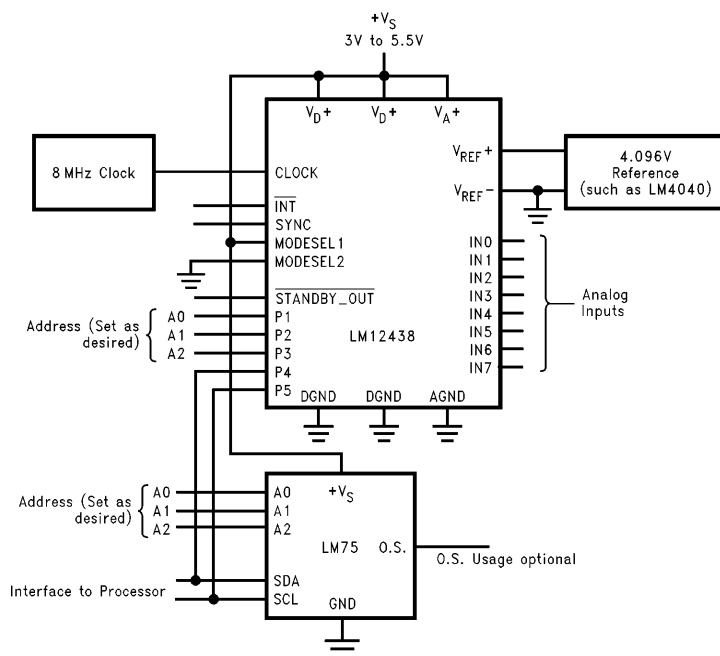 +VS
3V to 5.5V
VD+ VD+ VA+
8 MHz Clock
CLOCK
INT
SYNC
MODESEL1
MODESEL2
STANDBY_OUT
Address (Set as
desired)
A0
A1
A2
P1
P2
P3
P4
P5
LM12438
VREF+
VREF-
4.096V
Reference
(such as LM4040)
IN0
IN1
IN2
IN3
IN4
IN5
IN6
IN7
Analog
Inputs
DGND DGND AGND
Address (Set as
desired)
A0
A1
A2
A0
A1
A2
+VS
LM75
O.S.
O.S. Usage optional
Interface to Processor
SDA
SCL
GND